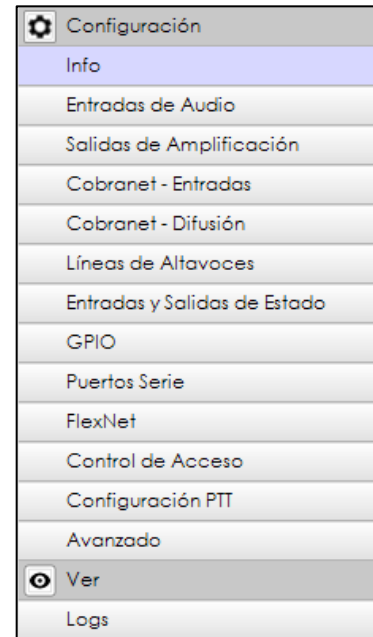 Configuración
Info
Entradas de Audio
Salidas de Amplificación
Cobranet - Entradas
Cobranet - Difusión
Líneas de Altavoces
Entradas y Salidas de Estado
GPIO
Puertos Serie
FlexNet
Control de Acceso
Configuración PTT
Avanzado
Ver
Logs